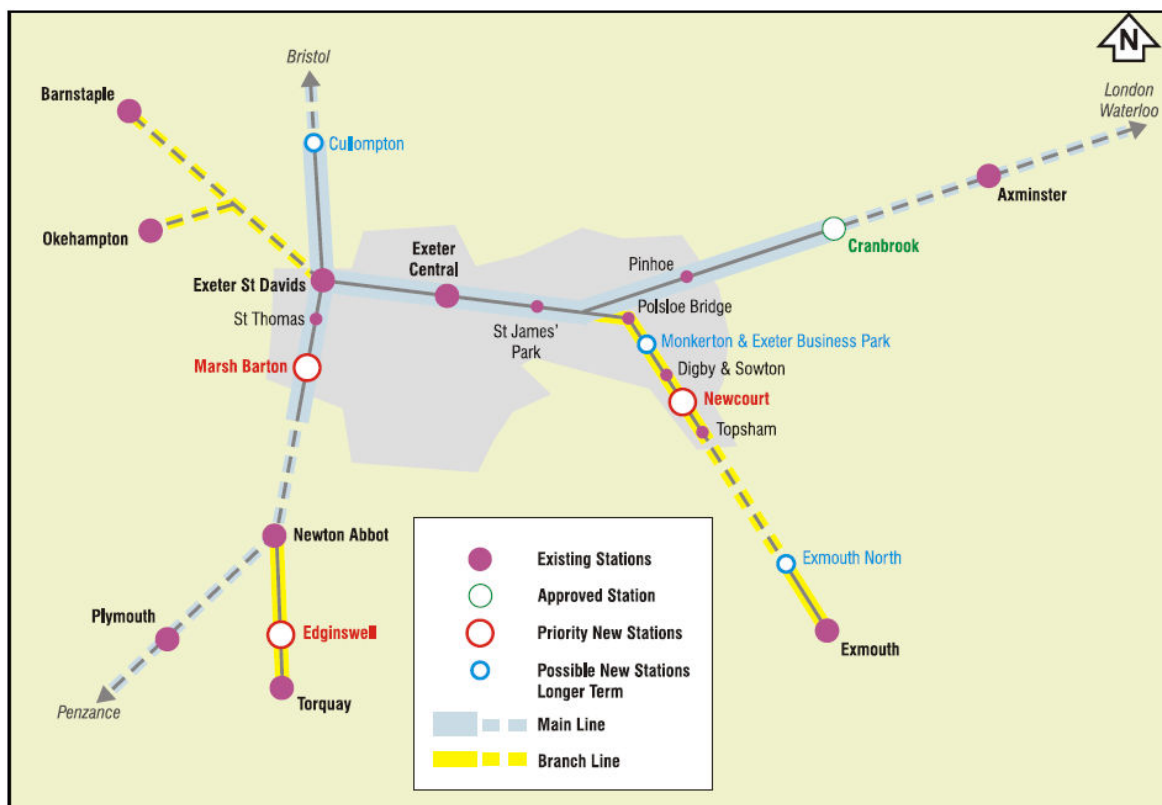 N
Bristol
London
Waterloo
Barnstaple
Cullompton
Axminster
Okehampton
Cranbrook
Exeter
Central
Pinhoe
Exeter St Davids
Polsloe Bridge
St Thomas
St James'
Park
Monkerton & Exeter Business Park
Marsh Barton
Digby & Sowton
Newcourt
Topsham
Newton Abbot
Exmouth North
Plymouth
Edginswell
Exmouth
Torquay
Penzance
Existing Stations
Approved Station
Priority New Stations
Possible New Stations
Longer Term
Main Line
Branch Line